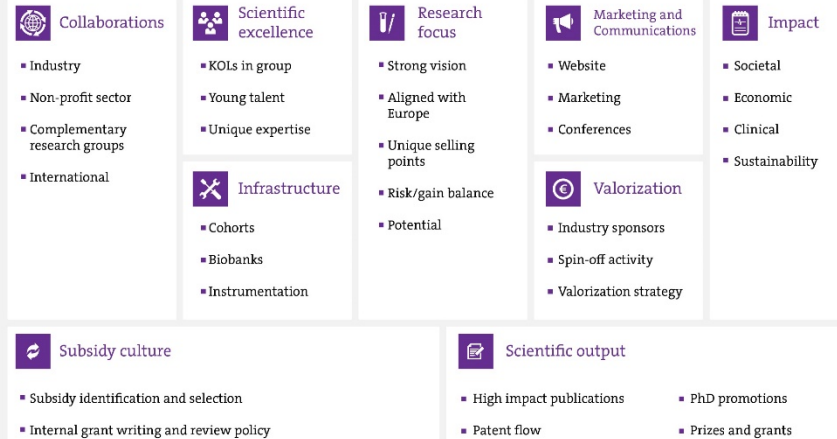 Collaborations
Industry
Non-profit sector
Complementary
research groups
International
Scientific
excellence
KOLs in group
Young talent
Unique expertise
Infrastructure
Cohorts
Biobanks
Instrumentation
Research
focus
Strong vision
Aligned with
Europe
Unique selling
points
Risk/gain balance
Potential
Marketing and
Communications
Website
Marketing
Conferences
Valorization
Industry sponsors
Spin-off activity
Valorization strategy
Impact
Societal
Economic
Clinical
Sustainability
Subsidy culture
Subsidy identification and selection
Internal grant writing and review policy
Scientific output
High impact publications
Patent flow
PhD promotions
Prizes and grants